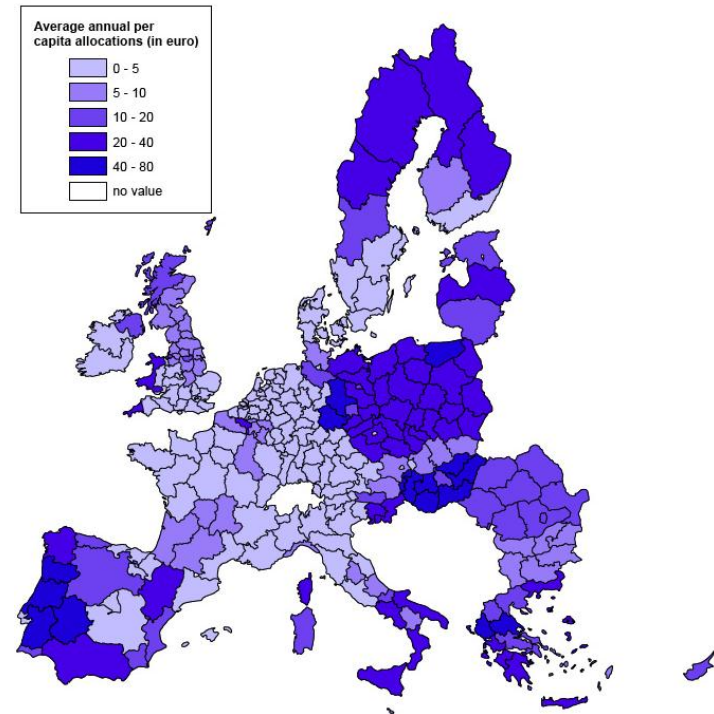 Average annual per
capita allocations (in euro)
0 - 5
5 - 10
10 - 20
20 - 40
40 - 80
no value